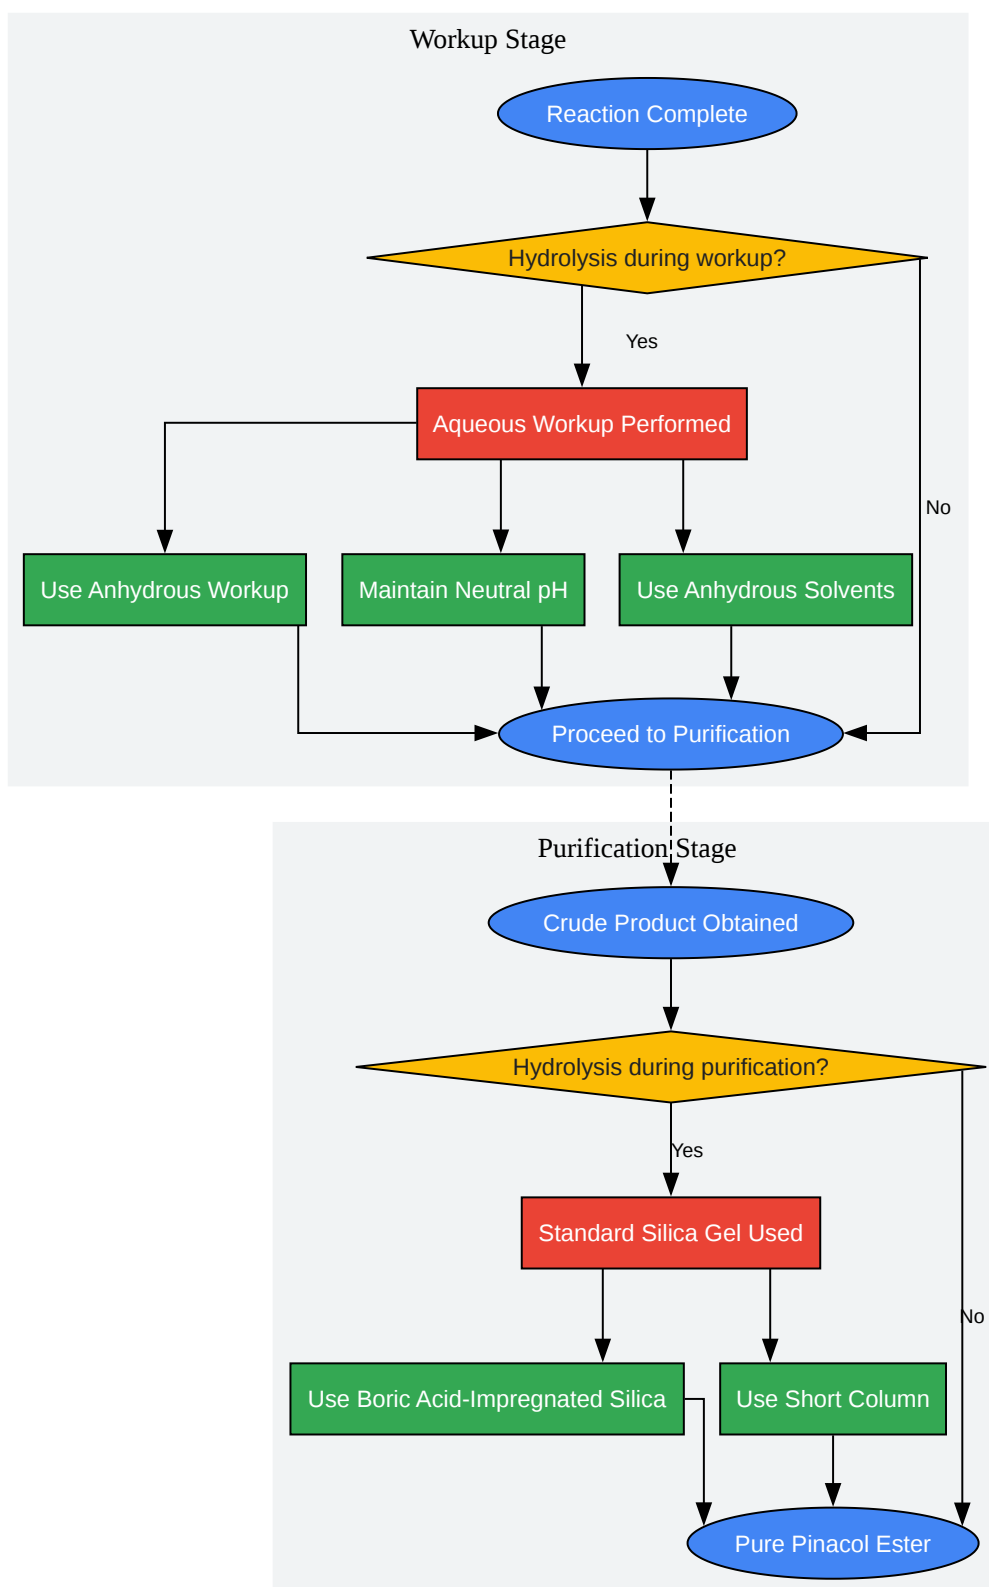 Workup Stage
Reaction Complete
Hydrolysis during workup?
Yes
Aqueous Workup Performed
No
Use Anhydrous Workup
Maintain Neutral pH
Use Anhydrous Solvents
Proceed to Purification
Purification Stage
Crude Product Obtained
Hydrolysis during purification?
Yes
Standard Silica Gel Used
No
Use Boric Acid-Impregnated Silica
Use Short Column
Pure Pinacol Ester